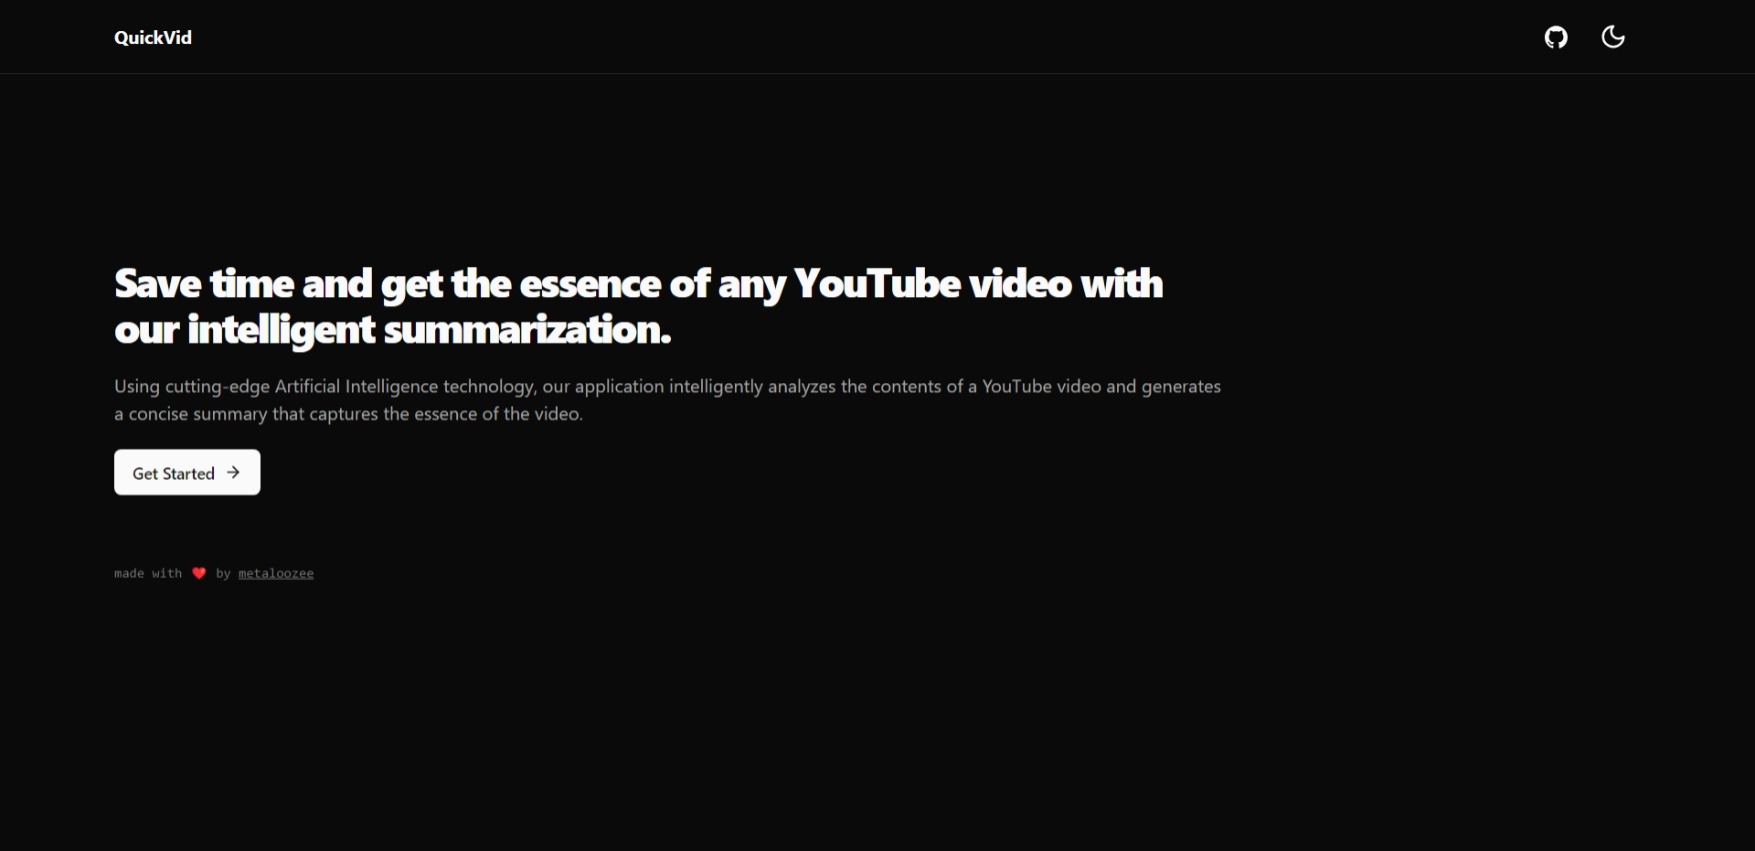 QuickVid
Save time and get the essence of any YouTube video with
our intelligent summarization.
Using cutting-edge Artificial Intelligence technology, our application intelligently analyzes the contents of a YouTube video and generates
a concise summary that captures the essence of the video.
Get Started →
made with ❤️ by metaloozee